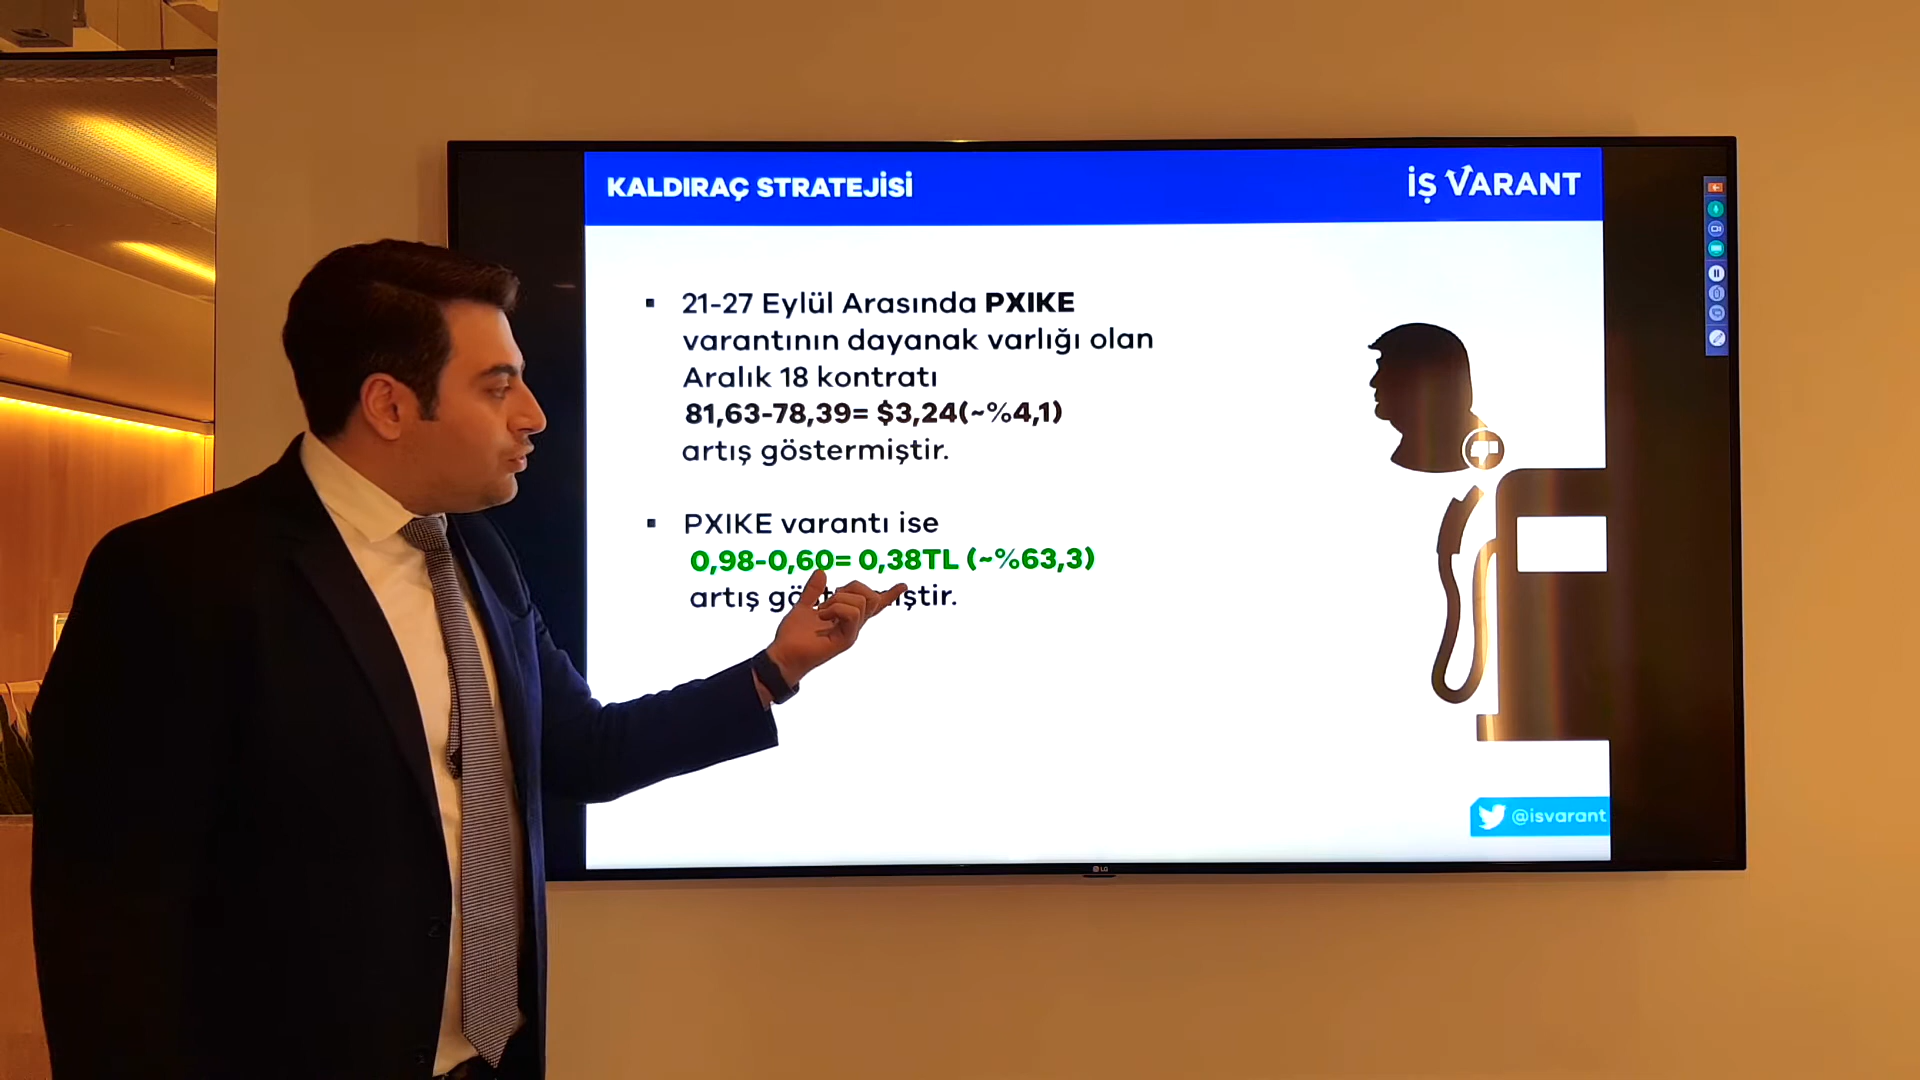 KALDIRAÇ STRATEJİSİ
İŞ VARANT
21-27 Eylül Arasında PXIKE
varantının dayanak varlığı olan
Aralık 18 kontratı
81,63-78,39= $3,24(~%4,1)
artış göstermiştir.
PXIKE varantı ise
0,98-0,60= 0,38TL (~%63,3)
artış göstermiştir.
@isvarant
LG